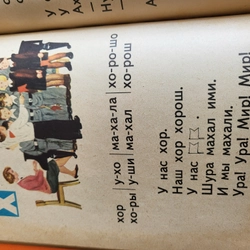 Х
хор | у-хо | ма-ха-ла | хо-ро-шо
хо-ры | у-ши | ма-хал | хо-рош
У нас хор.
Наш хор хорош.
У нас .
Шура махал ими.
И мы махали.
Ура! Ура! Мир! Мир!